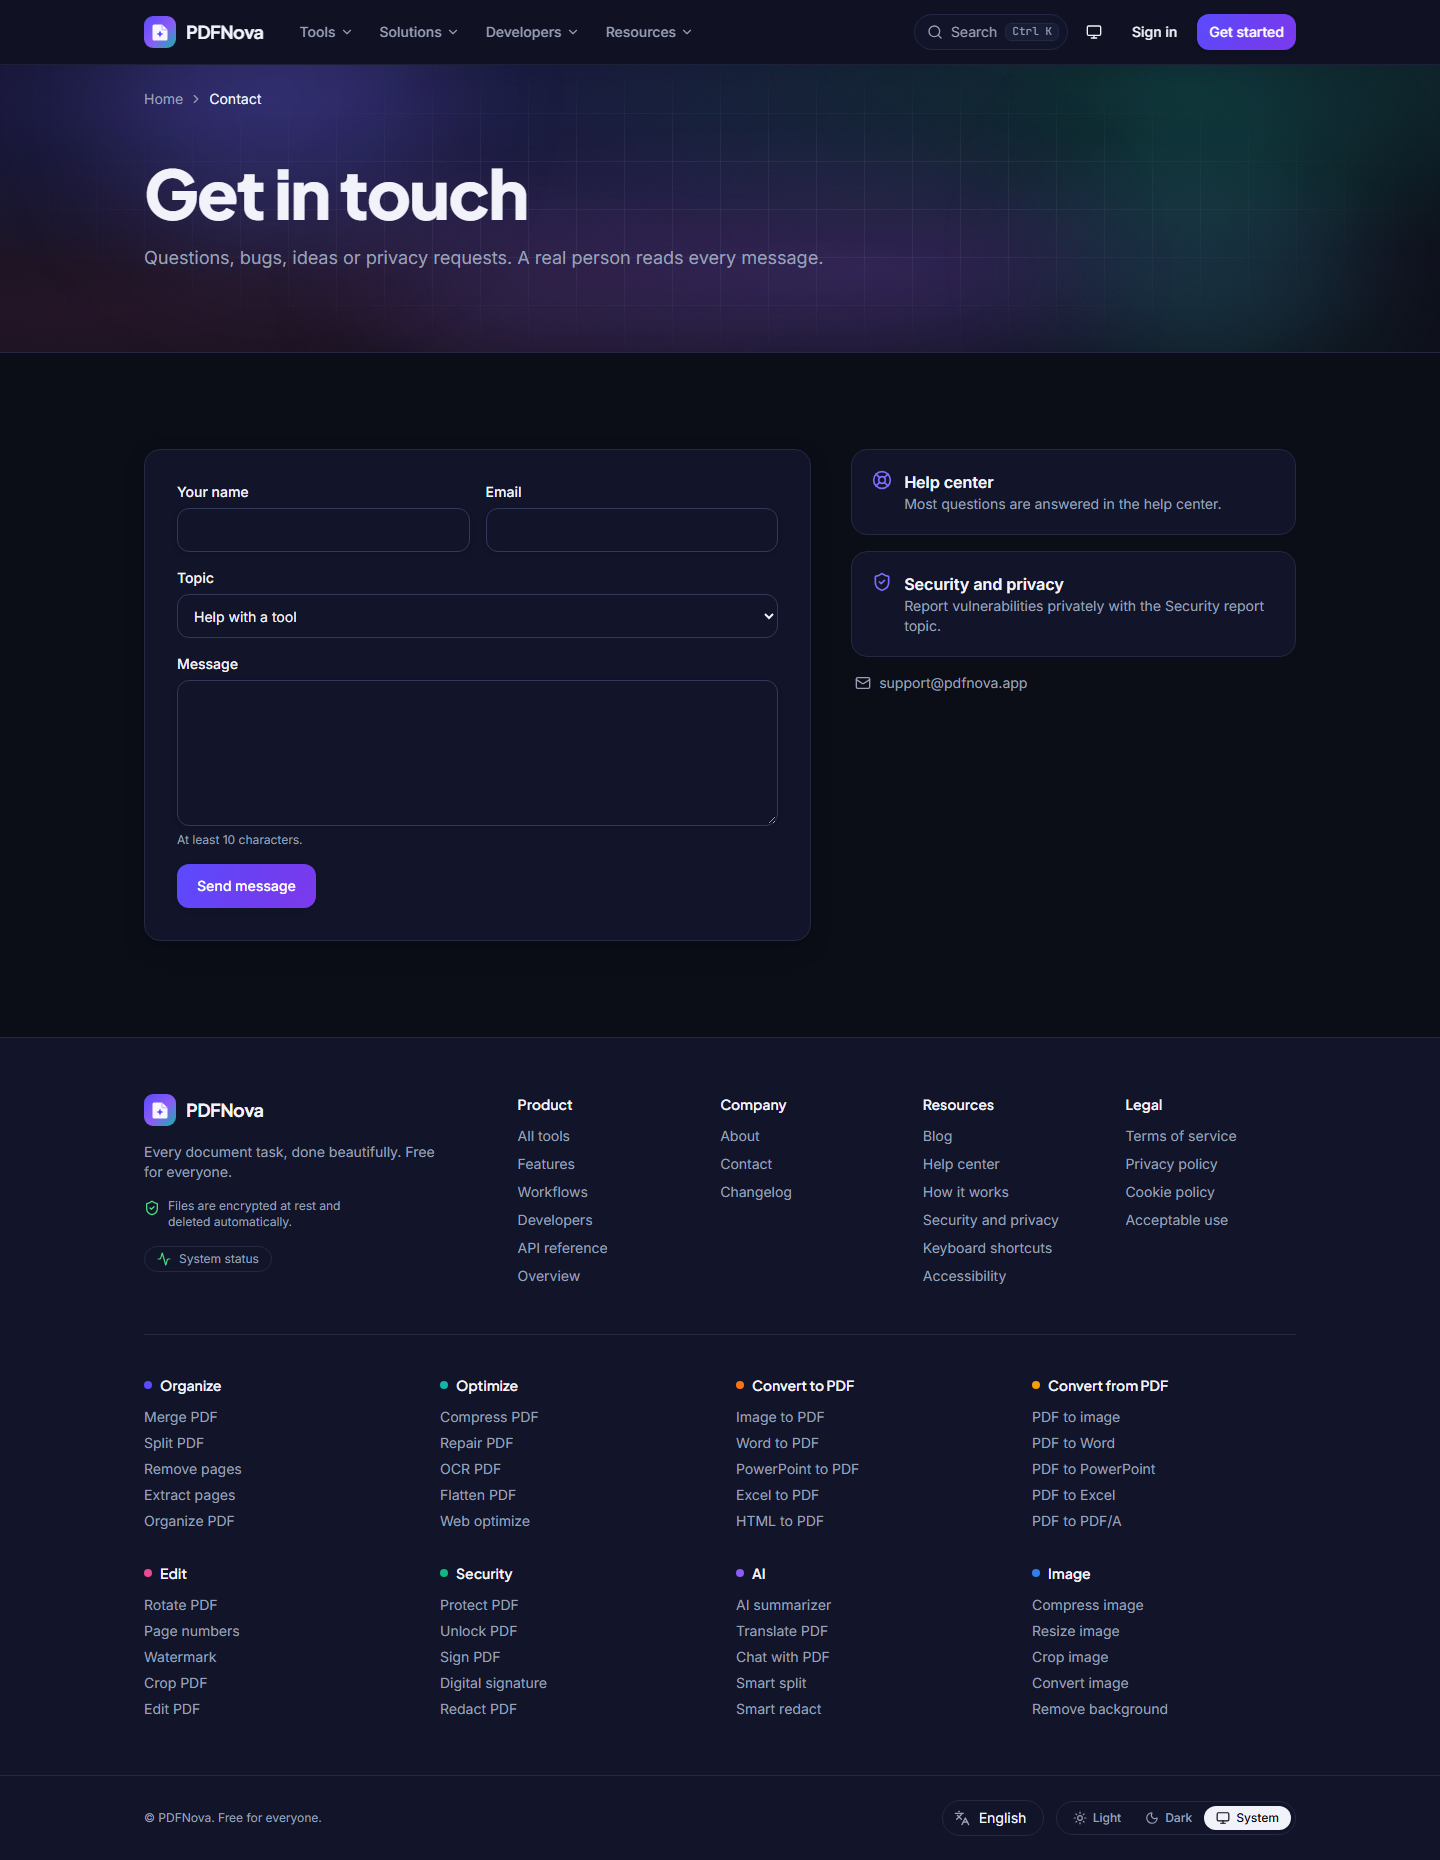 PDFNova
Tools
Solutions
Developers
Resources
Search Ctrl K
Sign in
Get started
Home > Contact
Get in touch
Questions, bugs, ideas or privacy requests. A real person reads every message.
Your name
Email
Topic
Help with a tool
Message
At least 10 characters.
Send message
Help center
Most questions are answered in the help center.
Security and privacy
Report vulnerabilities privately with the Security report
topic.
support@pdfnova.app
PDFNova
Every document task, done beautifully. Free
for everyone.
Files are encrypted at rest and
deleted automatically.
System status
Product
All tools
Features
Workflows
Developers
API reference
Overview
Company
About
Contact
Changelog
Resources
Blog
Help center
How it works
Security and privacy
Keyboard shortcuts
Accessibility
Legal
Terms of service
Privacy policy
Cookie policy
Acceptable use
Organize
Merge PDF
Split PDF
Remove pages
Extract pages
Organize PDF
Optimize
Compress PDF
Repair PDF
OCR PDF
Flatten PDF
Web optimize
Convert to PDF
Image to PDF
Word to PDF
PowerPoint to PDF
Excel to PDF
HTML to PDF
Convert from PDF
PDF to image
PDF to Word
PDF to PowerPoint
PDF to Excel
PDF to PDF/A
Edit
Rotate PDF
Page numbers
Watermark
Crop PDF
Edit PDF
Security
Protect PDF
Unlock PDF
Sign PDF
Digital signature
Redact PDF
AI
AI summarizer
Translate PDF
Chat with PDF
Smart split
Smart redact
Image
Compress image
Resize image
Crop image
Convert image
Remove background
© PDFNova. Free for everyone.
English
Light
Dark
System